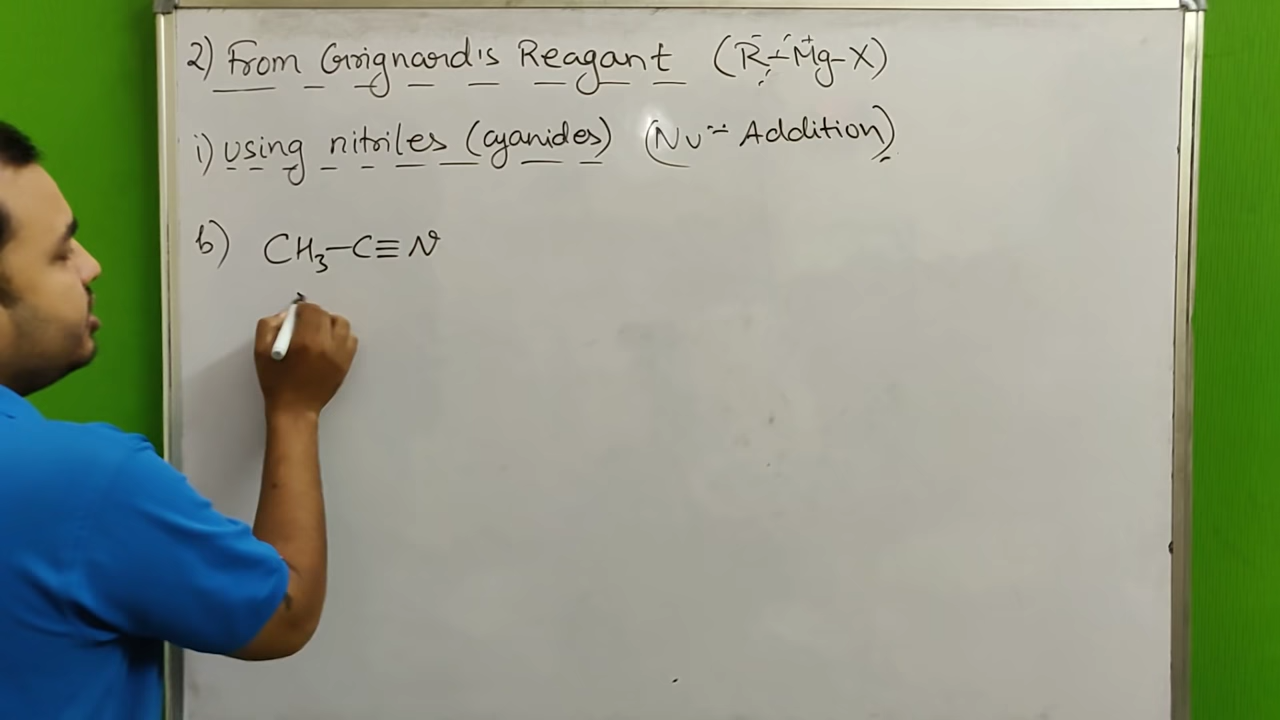 2) From Grignard's Reagant (R⁻-Mg⁺-X)
i) using nitriles (cyanides) (Nu⁻ Addition)
b) CH₃-C≡N